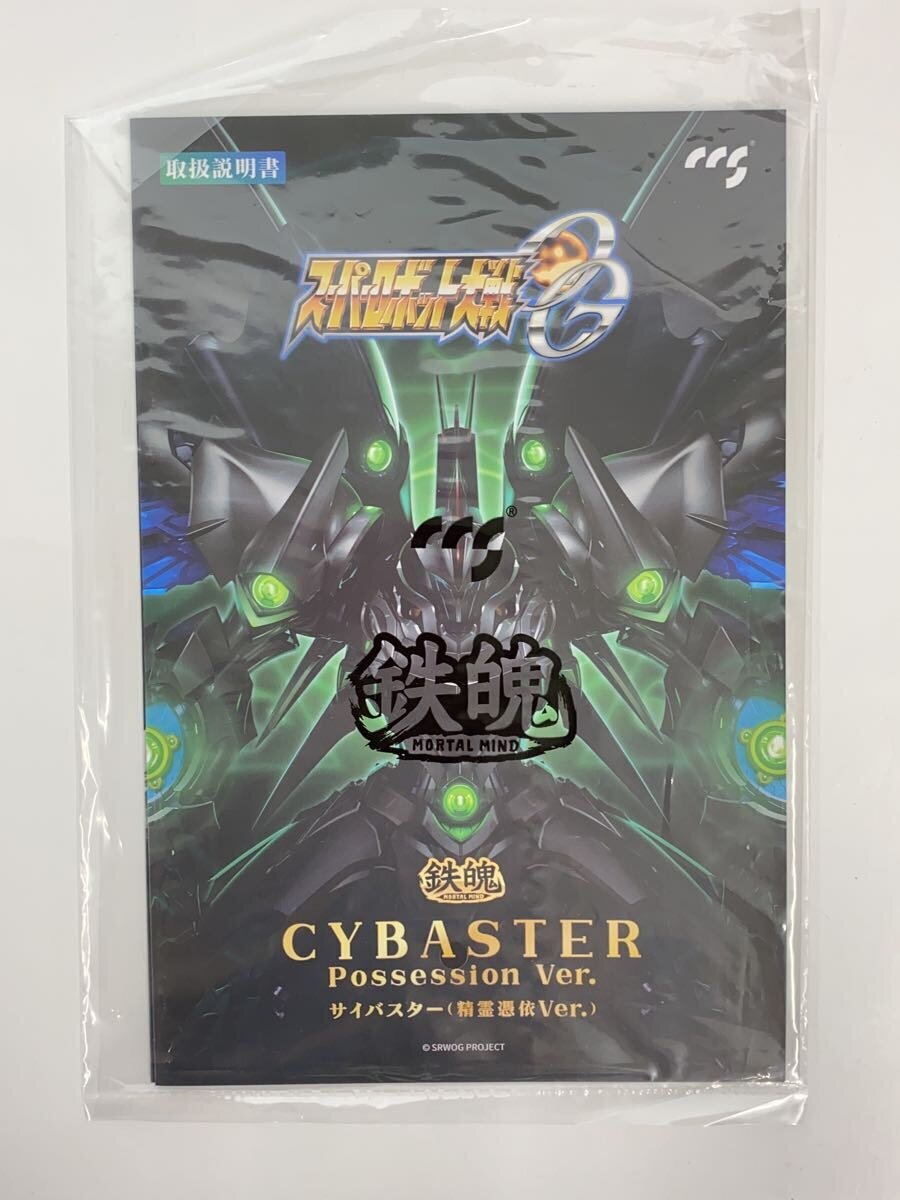 取扱説明書
ccs
スーパーロボット大戦OG
ccs®
鉄魄
MORTAL MIND
鉄魄
MORTAL MIND
CYBASTER
Possession Ver.
サイバスター(精霊憑依Ver.)
© SRWOG PROJECT